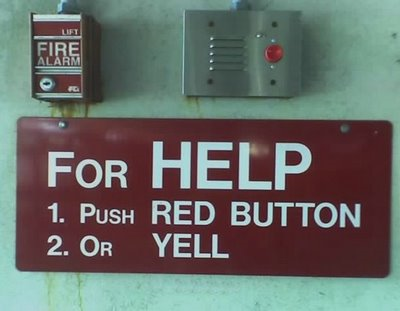 LIFT
FIRE
ALARM
FOR HELP
1. PUSH RED BUTTON
2. OR YELL